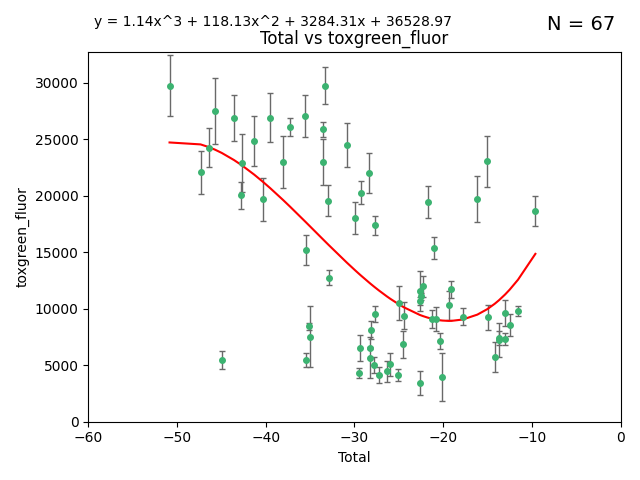 y = 1.14x^3 + 118.13x^2 + 3284.31x + 36528.97
N = 67
Total vs toxgreen_fluor
30000
25000
20000
15000
10000
5000
0
toxgreen_fluor
−60
−50
−40
−30
−20
−10
0
Total